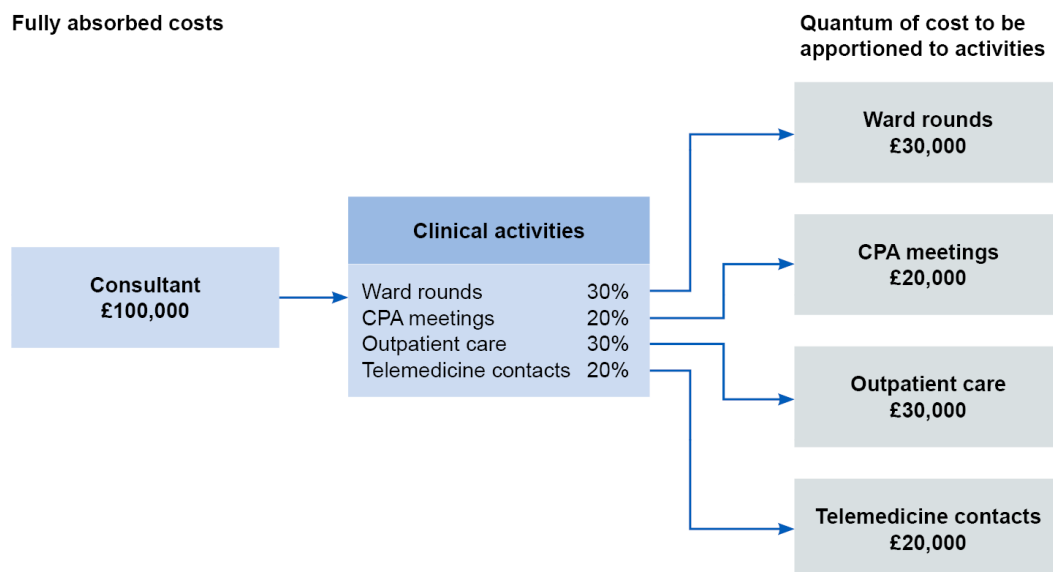 Fully absorbed costs
Quantum of cost to be
apportioned to activities
Consultant
£100,000
Clinical activities
Ward rounds 30%
CPA meetings 20%
Outpatient care 30%
Telemedicine contacts 20%
Ward rounds
£30,000
CPA meetings
£20,000
Outpatient care
£30,000
Telemedicine contacts
£20,000